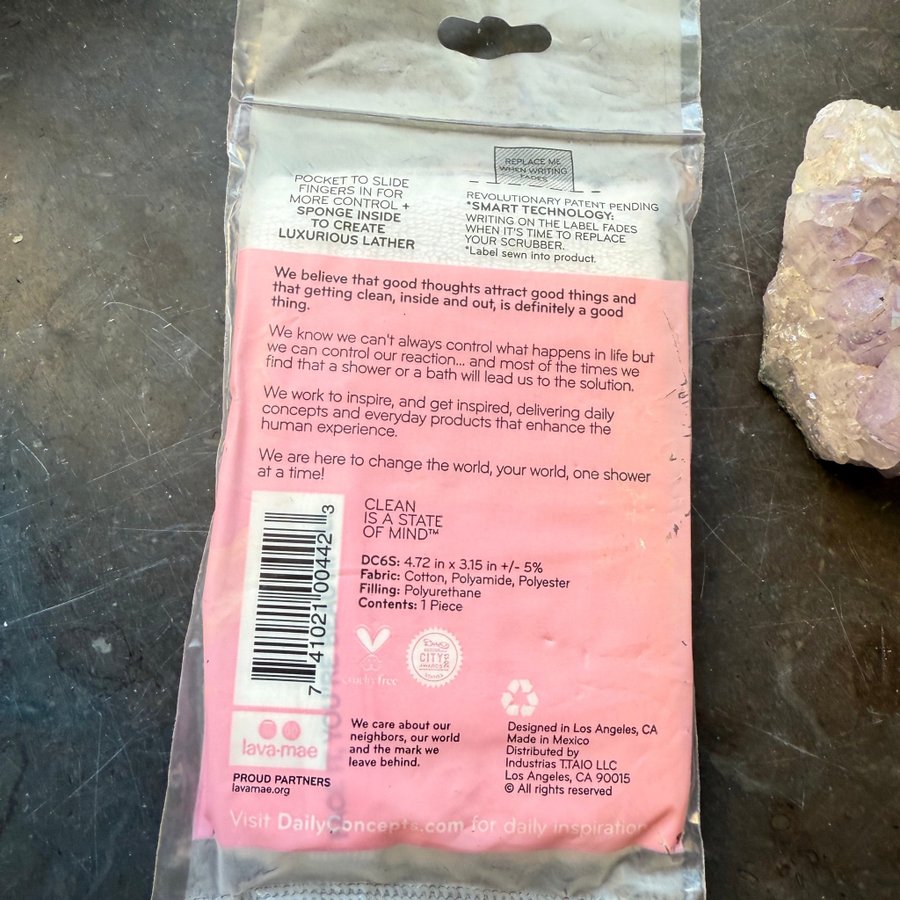 REPLACE ME
WHEN WRITING
FADES
POCKET TO SLIDE
FINGERS IN FOR
MORE CONTROL +
SPONGE INSIDE
TO CREATE
LUXURIOUS LATHER
REVOLUTIONARY PATENT PENDING
*SMART TECHNOLOGY:
WRITING ON THE LABEL FADES
WHEN IT'S TIME TO REPLACE
YOUR SCRUBBER.
*Label sewn into product.
We believe that good thoughts attract good things and
that getting clean, inside and out, is definitely a good
thing.
We know we can't always control what happens in life but
we can control our reaction... and most of the times we
find that a shower or a bath will lead us to the solution.
We work to inspire, and get inspired, delivering daily
concepts and everyday products that enhance the
human experience.
We are here to change the world, your world, one shower
at a time!
CLEAN
IS A STATE
OF MIND™
DC6S: 4.72 in x 3.15 in +/- 5%
Fabric: Cotton, Polyamide, Polyester
Filling: Polyurethane
Contents: 1 Piece
7 41021 00442 3
cruelty free
CITY
AWARDS
lava-mae
PROUD PARTNERS
lavamae.org
We care about our
neighbors, our world
and the mark we
leave behind.
Designed in Los Angeles, CA
Made in Mexico
Distributed by
Industrias T.TAIO LLC
Los Angeles, CA 90015
© All rights reserved
Visit DailyConcepts.com for daily inspiration